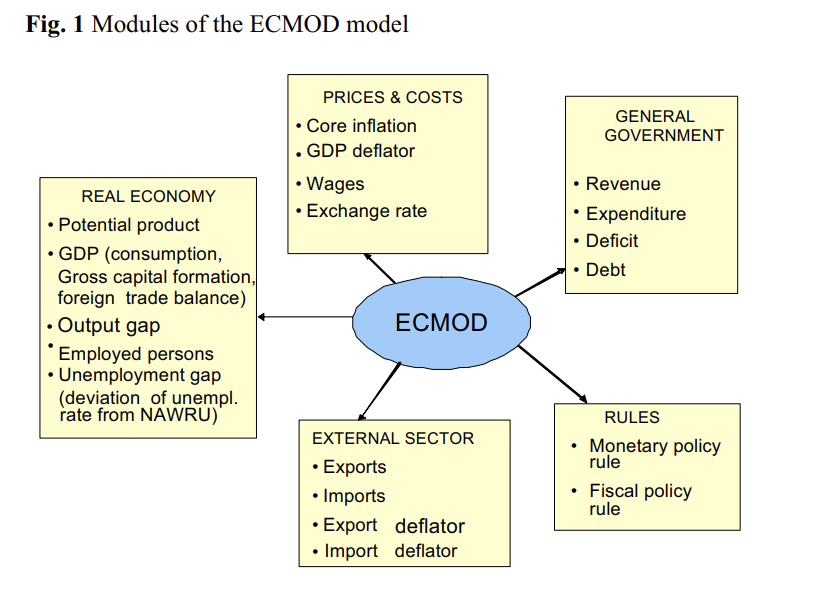 Fig. 1 Modules of the ECMOD model
PRICES & COSTS
• Core inflation
• GDP deflator
• Wages
• Exchange rate
GENERAL
GOVERNMENT
• Revenue
• Expenditure
• Deficit
• Debt
REAL ECONOMY
• Potential product
• GDP (consumption,
Gross capital formation,
foreign trade balance)
• Output gap
• Employed persons
• Unemployment gap
(deviation of unempl.
rate from NAWRU)
ECMOD
EXTERNAL SECTOR
• Exports
• Imports
• Export deflator
• Import deflator
RULES
• Monetary policy
rule
• Fiscal policy
rule